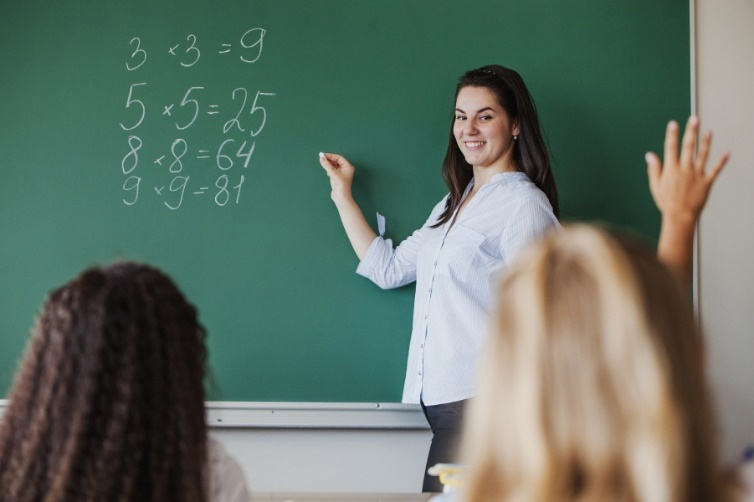 3 × 3 = 9
5 × 5 = 25
8 × 8 = 64
9 × 9 = 81